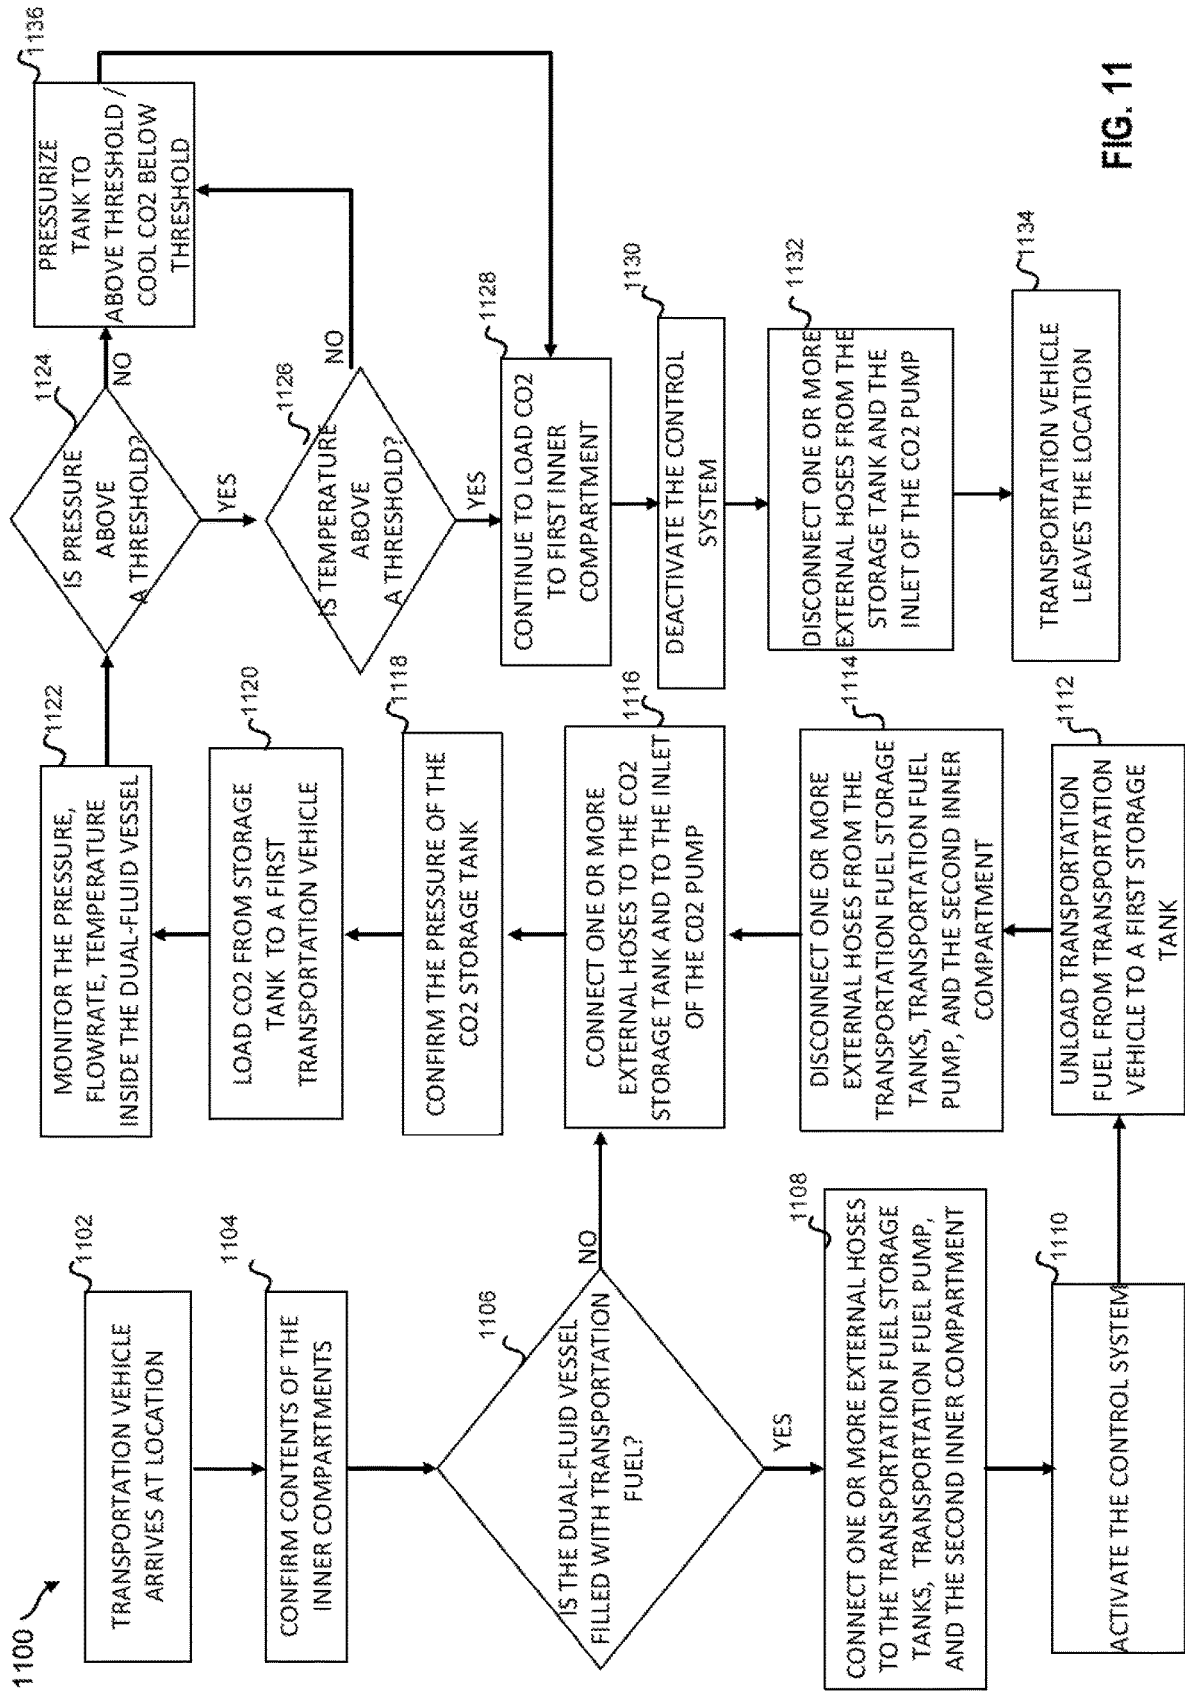 1100
1102
TRANSPORTATION VEHICLE
ARRIVES AT LOCATION
1104
CONFIRM CONTENTS OF THE
INNER COMPARTMENTS
1106
IS THE DUAL-FLUID VESSEL
FILLED WITH TRANSPORTATION
FUEL?
NO
YES
1108
CONNECT ONE OR MORE EXTERNAL HOSES
TO THE TRANSPORTATION FUEL STORAGE
TANKS, TRANSPORTATION FUEL PUMP,
AND THE SECOND INNER COMPARTMENT
1110
ACTIVATE THE CONTROL SYSTEM
1112
UNLOAD TRANSPORTATION
FUEL FROM TRANSPORTATION
VEHICLE TO A FIRST STORAGE
TANK
1114
DISCONNECT ONE OR MORE
EXTERNAL HOSES FROM THE
TRANSPORTATION FUEL STORAGE
TANKS, TRANSPORTATION FUEL
PUMP, AND THE SECOND INNER
COMPARTMENT
1116
CONNECT ONE OR MORE
EXTERNAL HOSES TO THE CO2
STORAGE TANK AND TO THE INLET
OF THE C02 PUMP
1118
CONFIRM THE PRESSURE OF THE
CO2 STORAGE TANK
1120
LOAD CO2 FROM STORAGE
TANK TO A FIRST
TRANSPORTATION VEHICLE
1122
MONITOR THE PRESSURE,
FLOWRATE, TEMPERATURE
INSIDE THE DUAL-FLUID VESSEL
1124
IS PRESSURE
ABOVE
A THRESHOLD?
NO
YES
1126
IS TEMPERATURE
ABOVE
A THRESHOLD?
NO
YES
1136
PRESSURIZE
TANK TO
ABOVE THRESHOLD /
COOL CO2 BELOW
THRESHOLD
1128
CONTINUE TO LOAD CO2
TO FIRST INNER
COMPARTMENT
1130
DEACTIVATE THE CONTROL
SYSTEM
1132
DISCONNECT ONE OR MORE
EXTERNAL HOSES FROM THE
STORAGE TANK AND THE
INLET OF THE CO2 PUMP
1134
TRANSPORTATION VEHICLE
LEAVES THE LOCATION
FIG. 11